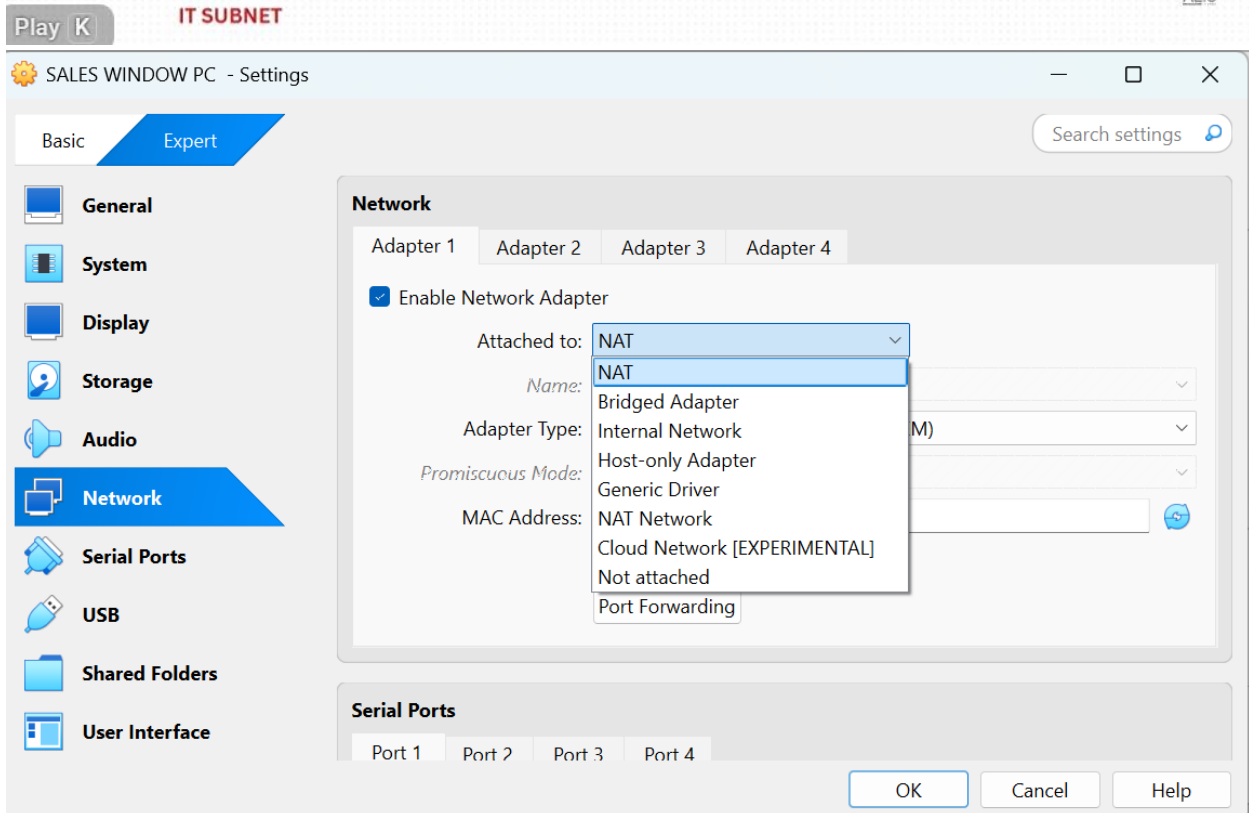 Play K
IT SUBNET
SALES WINDOW PC - Settings
Basic
Expert
Search settings
General
System
Display
Storage
Audio
Network
Serial Ports
USB
Shared Folders
User Interface
Network
Adapter 1
Adapter 2
Adapter 3
Adapter 4
Enable Network Adapter
Attached to: NAT
NAT
Name:
Bridged Adapter
Adapter Type:
Internal Network
M)
Host-only Adapter
Promiscuous Mode:
Generic Driver
MAC Address:
NAT Network
Cloud Network [EXPERIMENTAL]
Not attached
Port Forwarding
Serial Ports
Port 1
Port 2
Port 3
Port 4
OK
Cancel
Help